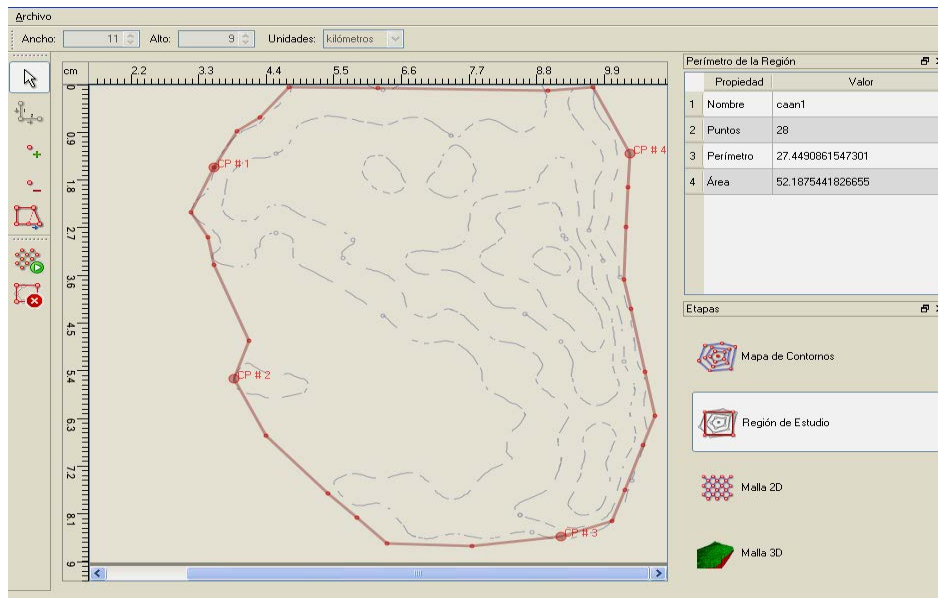 Archivo
Ancho: 11 Alto: 9 Unidades: kilómetros
cm 2.2 3.3 4.4 5.5 6.6 7.7 8.8 9.9
0
0.9
1.8
2.7
3.6
4.5
5.4
6.3
7.2
8.1
9
CP # 1
CP # 2
CP # 3
CP # 4
Perímetro de la Región
Propiedad Valor
1 Nombre caan1
2 Puntos 28
3 Perímetro 27.4490861547301
4 Área 52.1875441826655
Etapas
Mapa de Contornos
Región de Estudio
Malla 2D
Malla 3D